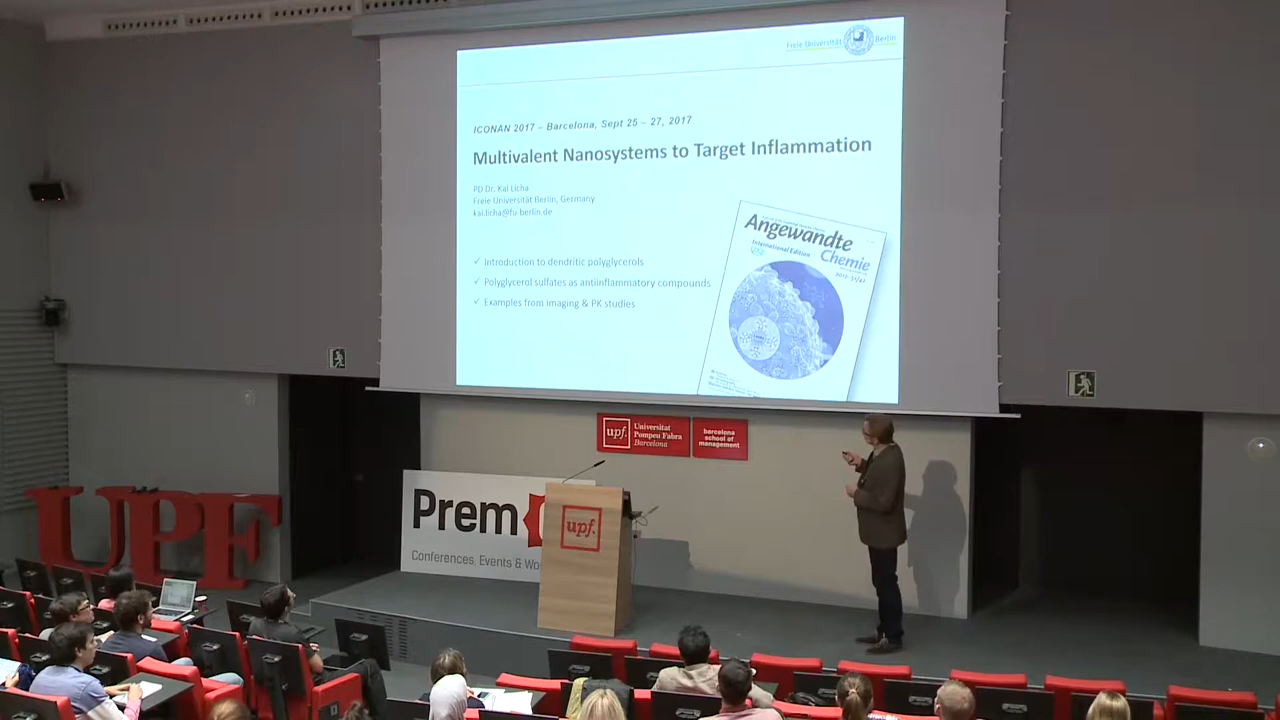 Freie Universität Berlin
ICONAN 2017 – Barcelona, Sept 25 – 27, 2017
Multivalent Nanosystems to Target Inflammation
PD Dr. Kai Licha
Freie Universität Berlin, Germany
kai.licha@fu-berlin.de
✓ Introduction to dendritic polyglycerols
✓ Polyglycerol sulfates as antiinflammatory compounds
✓ Examples from imaging & PK studies
Angewandte
International Edition
Chemie
upf.
Universitat
Pompeu Fabra
Barcelona
barcelona
school of
management
Prem
Conferences, Events & Wo
upf.
UPF